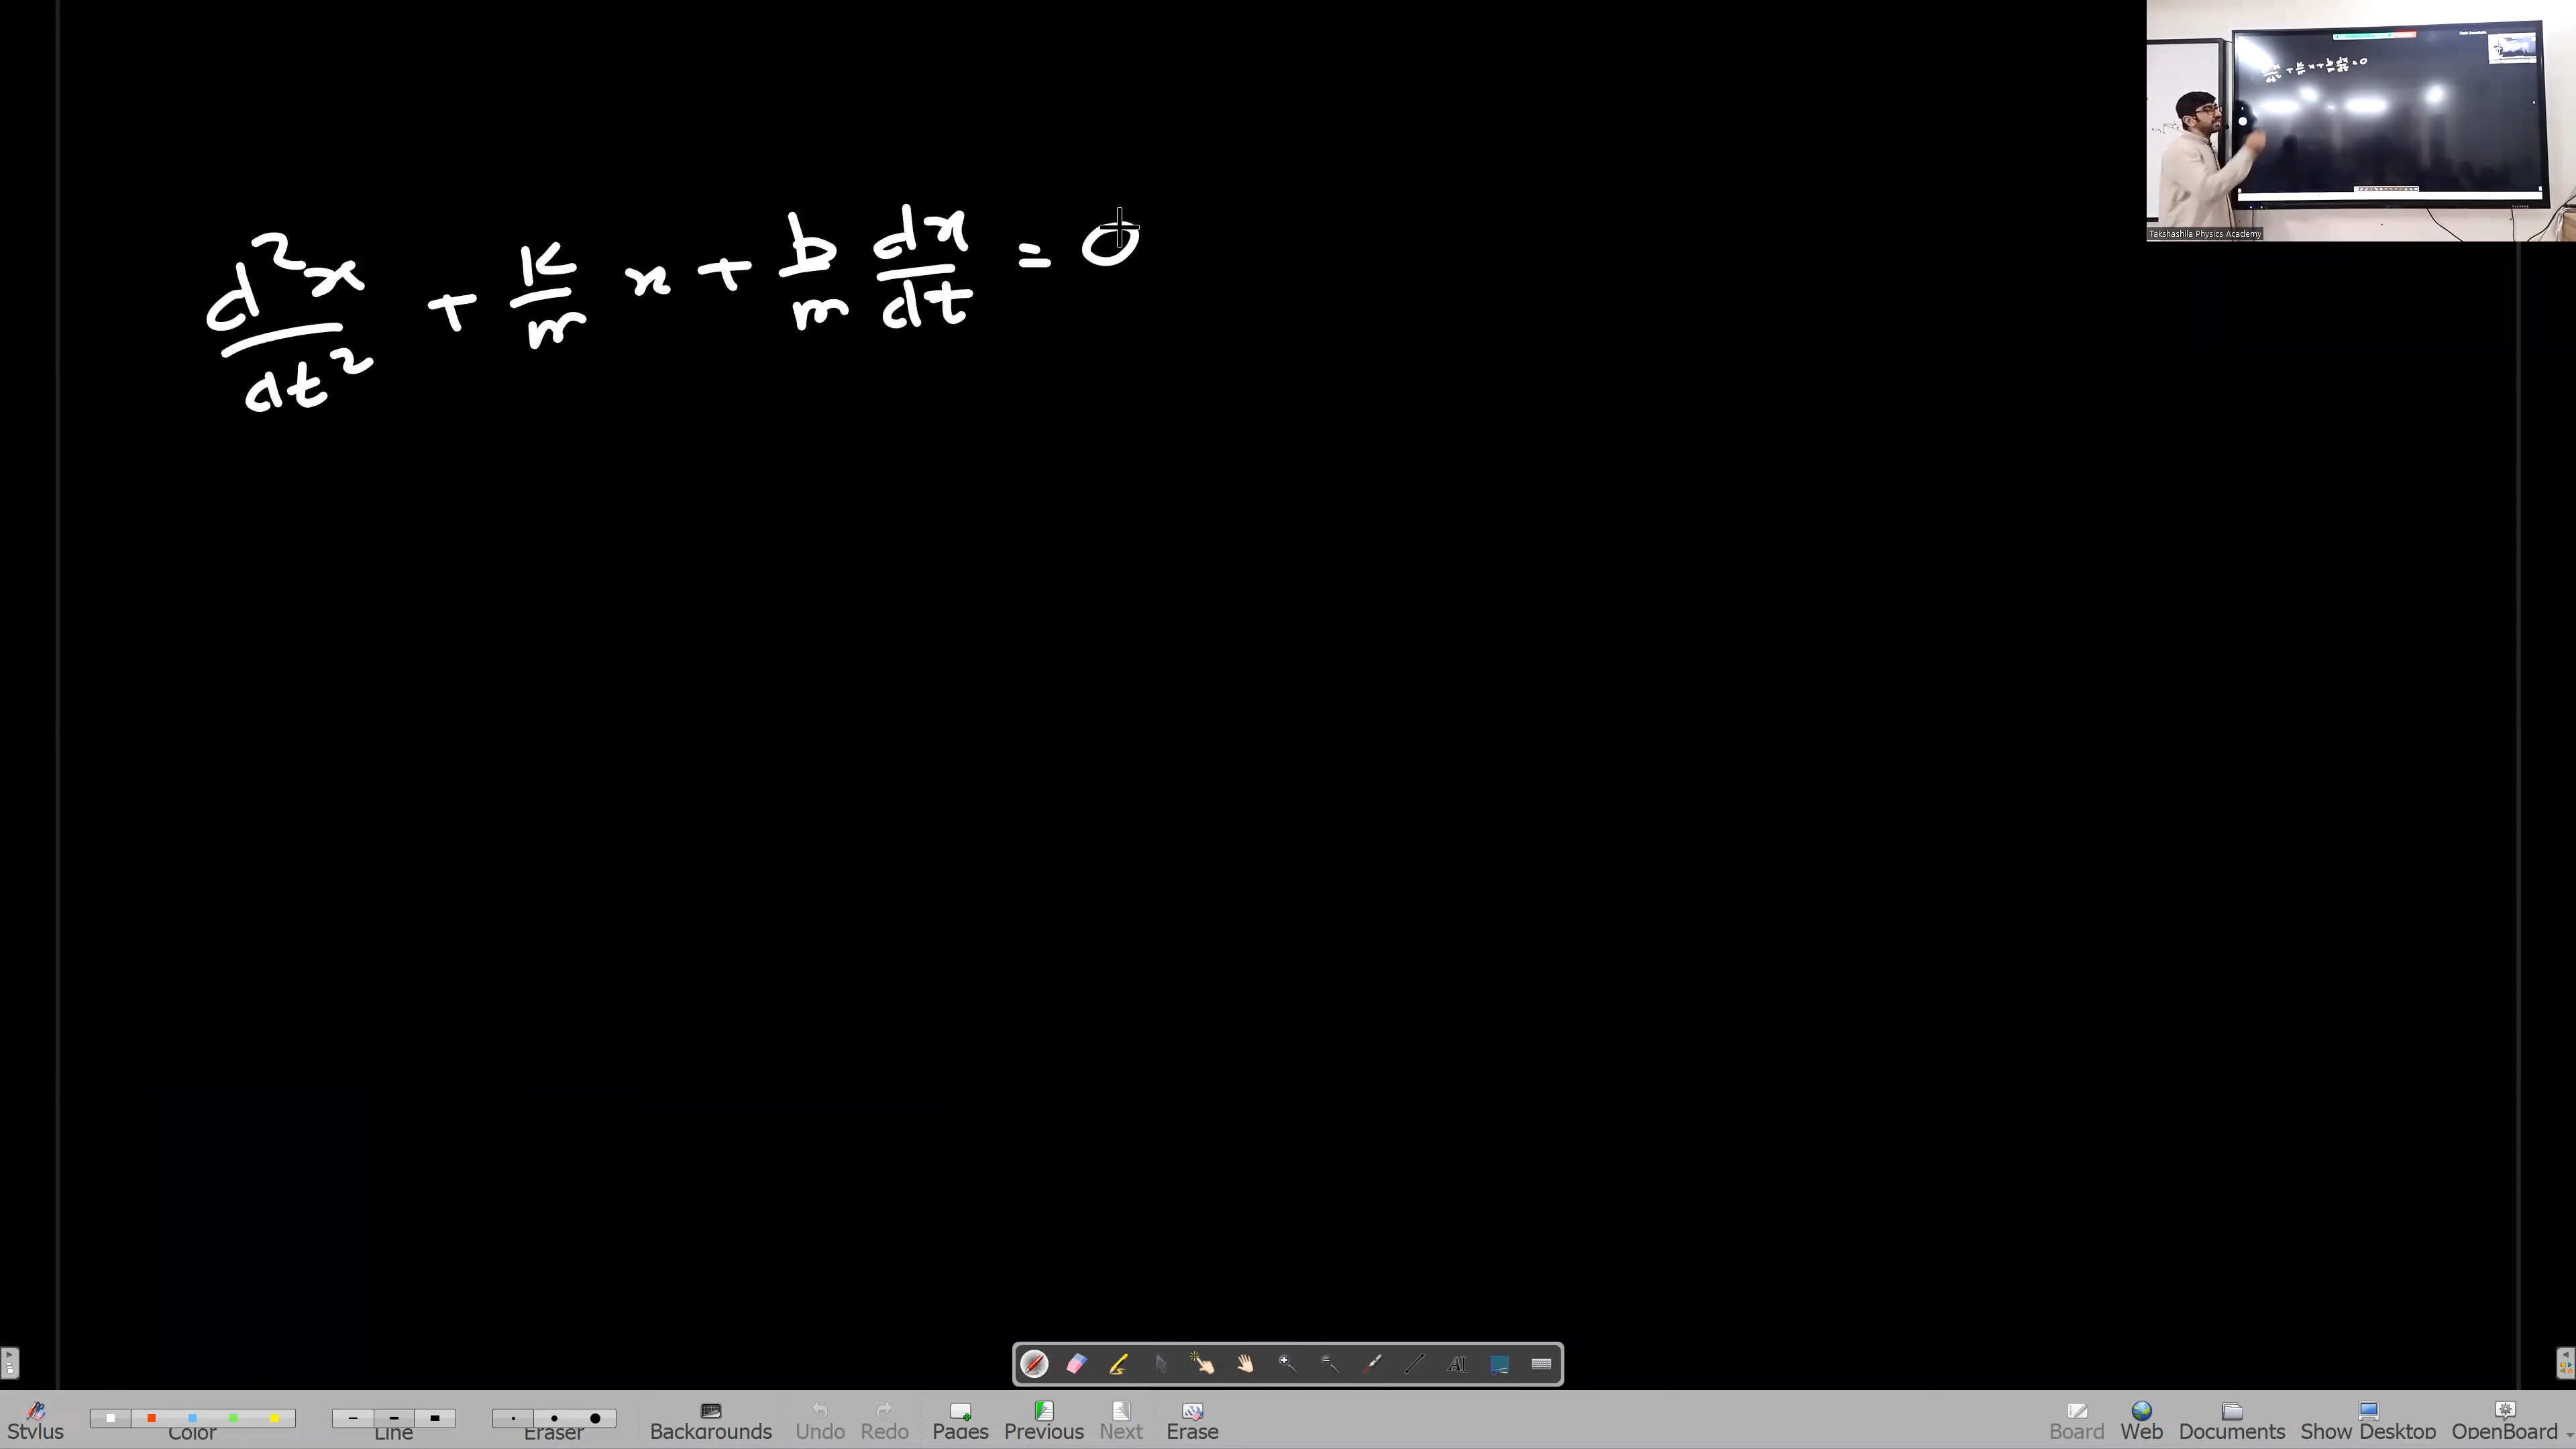 d²x/dt² + k/m x + b/m dx/dt = 0
Takshashila Physics Academy
Stylus Color Line Eraser Backgrounds Undo Redo Pages Previous Next Erase Board Web Documents Show Desktop OpenBoard
AI